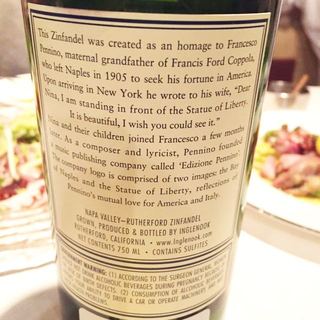 This Zinfandel was created as an homage to Francesco
Pennino, maternal grandfather of Francis Ford Coppola,
who left Naples in 1905 to seek his fortune in America.
Upon arriving in New York he wrote to his wife, "Dear
Nina, I am standing in front of the Statue of Liberty.
It is beautiful, I wish you could see it."
Nina and their children joined Francesco a few months
later. As a composer and lyricist, Pennino founded
a music publishing company called 'Edizione Pennino'.
The company logo is comprised of two images: the Bay
of Naples and the Statue of Liberty, reflections of
Pennino's mutual love for America and Italy.
NAPA VALLEY—RUTHERFORD ZINFANDEL
GROWN, PRODUCED & BOTTLED BY INGLENOOK
RUTHERFORD, CALIFORNIA • www.Inglenook.com
NET CONTENTS 750 ML • CONTAINS SULFITES
GOVERNMENT WARNING: (1) ACCORDING TO THE SURGEON GENERAL, WOMEN
SHOULD NOT DRINK ALCOHOLIC BEVERAGES DURING PREGNANCY BECAUSE
OF BIRTH DEFECTS. (2) CONSUMPTION OF ALCOHOLIC BEVERAGES
ABILITY TO DRIVE A CAR OR OPERATE MACHINERY, AND MAY
PROBLEMS.